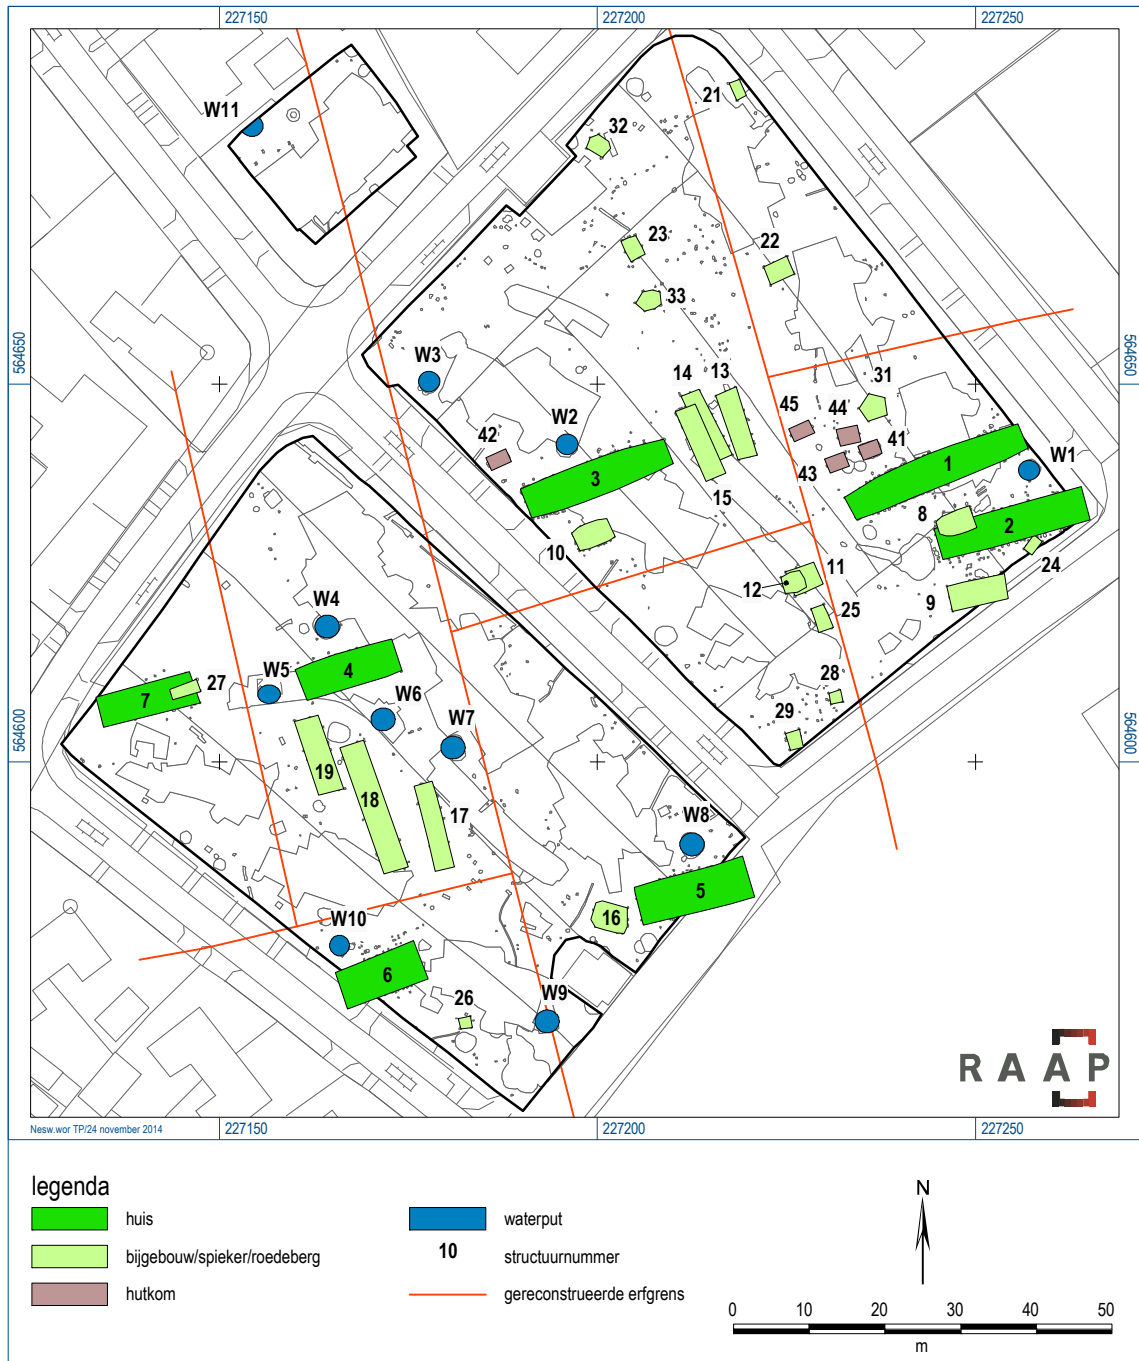 227150 227200 227250
W11
21
32
23
22
33
564650 564650
W3
31
14 13
W2
45 44
42
41
3
43
1
W1
15
8
2
10
24
11
12
9
25
W4
4
28
7 27 W5
W6
29
W7
564600 564600
19
18
17
W8
5
16
W10
6
26
W9
RAAP
Nesw.wor TP/24 november 2014
227150 227200 227250
legenda
huis
bijgebouw/spieker/roedeberg
hutkom
waterput
10 structuurnummer
gereconstrueerde erfgrens
N
0 10 20 30 40 50
m